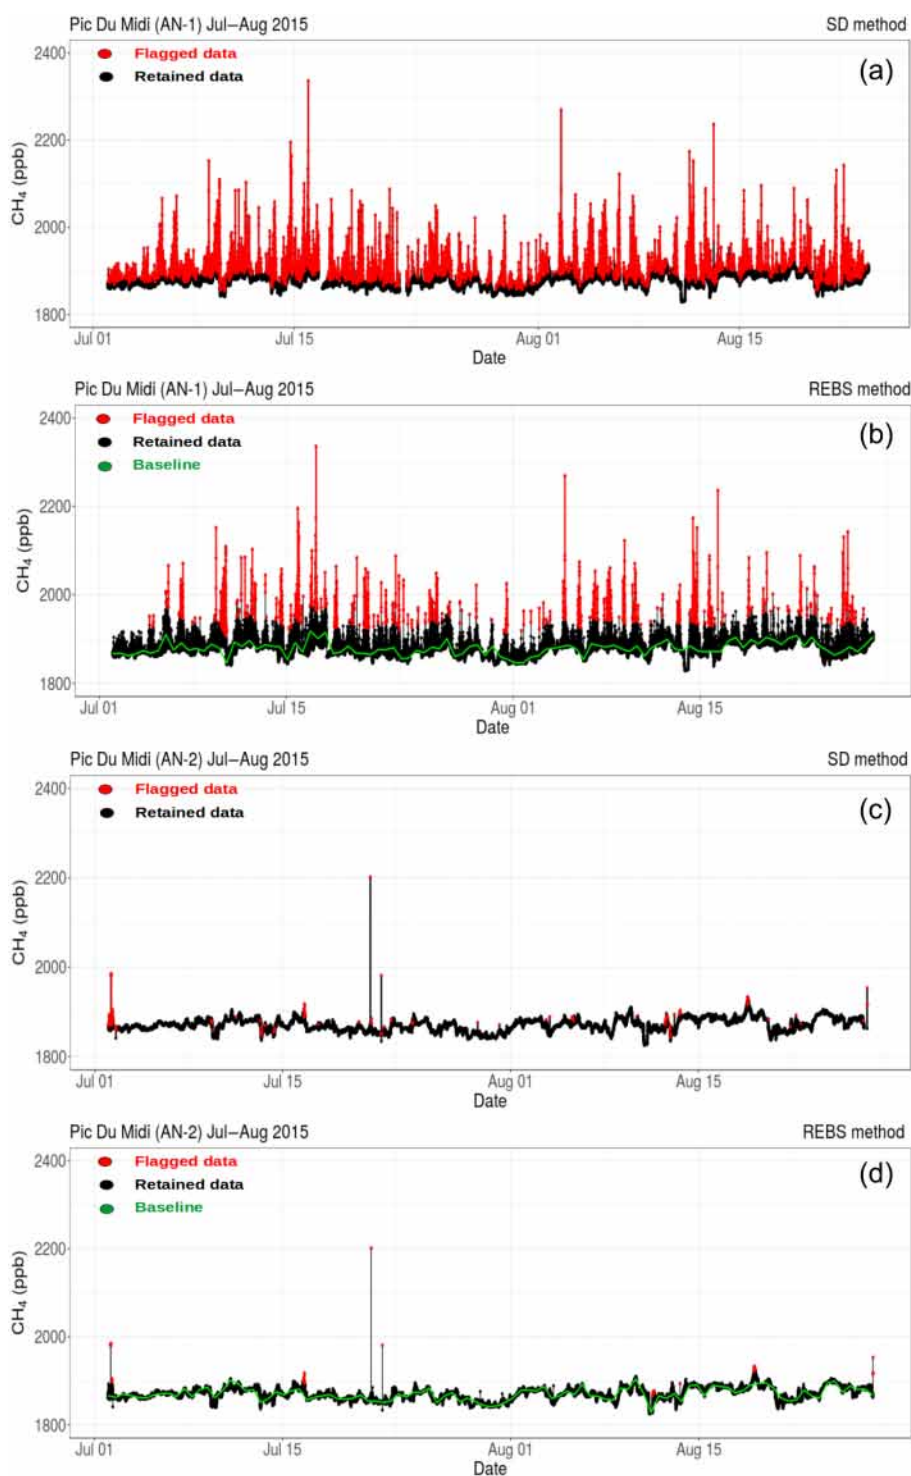 Pic Du Midi (AN-1) Jul–Aug 2015 SD method
2400
Flagged data
Retained data
(a)
2200
CH₄ (ppb)
2000
1800
Jul 01 Jul 15 Aug 01 Aug 15
Date
Pic Du Midi (AN-1) Jul–Aug 2015 REBS method
2400
Flagged data
(b)
Retained data
Baseline
2200
CH₄ (ppb)
2000
1800
Jul 01 Jul 15 Aug 01 Aug 15
Date
Pic Du Midi (AN-2) Jul–Aug 2015 SD method
2400
Flagged data
Retained data
(c)
2200
CH₄ (ppb)
2000
1800
Jul 01 Jul 15 Aug 01 Aug 15
Date
Pic Du Midi (AN-2) Jul–Aug 2015 REBS method
2400
Flagged data
(d)
Retained data
Baseline
2200
CH₄ (ppb)
2000
1800
Jul 01 Jul 15 Aug 01 Aug 15
Date